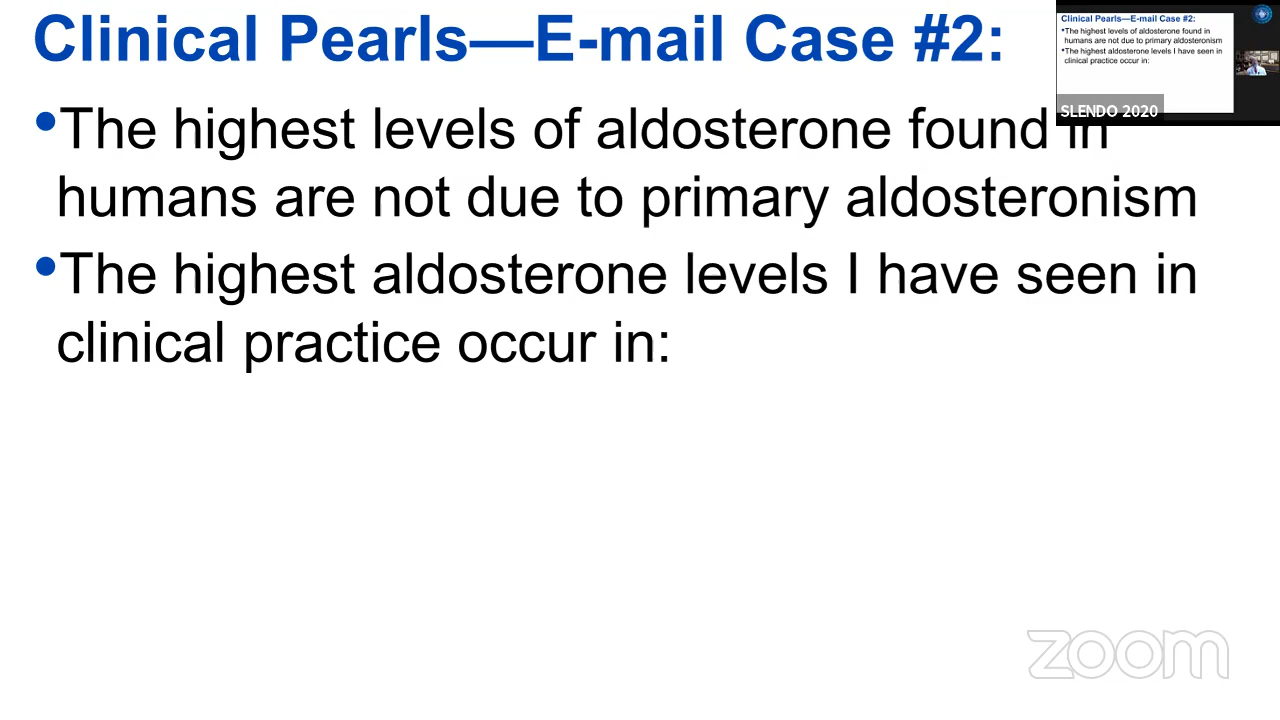 Clinical Pearls—E-mail Case #2:
•The highest levels of aldosterone found in
humans are not due to primary aldosteronism
•The highest aldosterone levels I have seen in
clinical practice occur in:
Clinical Pearls—E-mail Case #2:
•The highest levels of aldosterone found in
humans are not due to primary aldosteronism
•The highest aldosterone levels I have seen in
clinical practice occur in:
SLENDO 2020
zoom